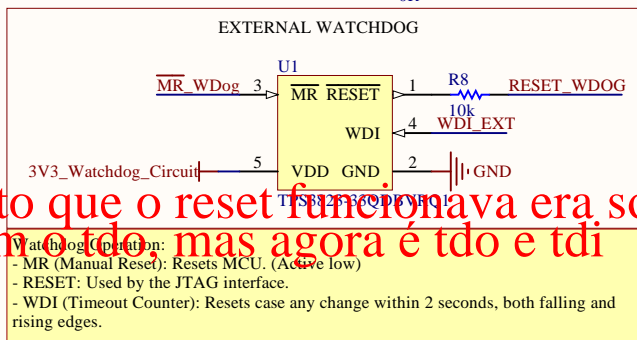 EXTERNAL WATCHDOG
U1
MR_WDog 3 MR RESET 1 R8 RESET_WDOG
10k
WDI 4 WDI_EXT
3V3_Watchdog_Circuit 5 VDD GND 2 GND
TPS3823-33QDBVRQ1
to que o reset funcionava era so
m o tdo, mas agora é tdo e tdi
Watchdog Operation:
- MR (Manual Reset): Resets MCU. (Active low)
- RESET: Used by the JTAG interface.
- WDI (Timeout Counter): Resets case any change within 2 seconds, both falling and
rising edges.